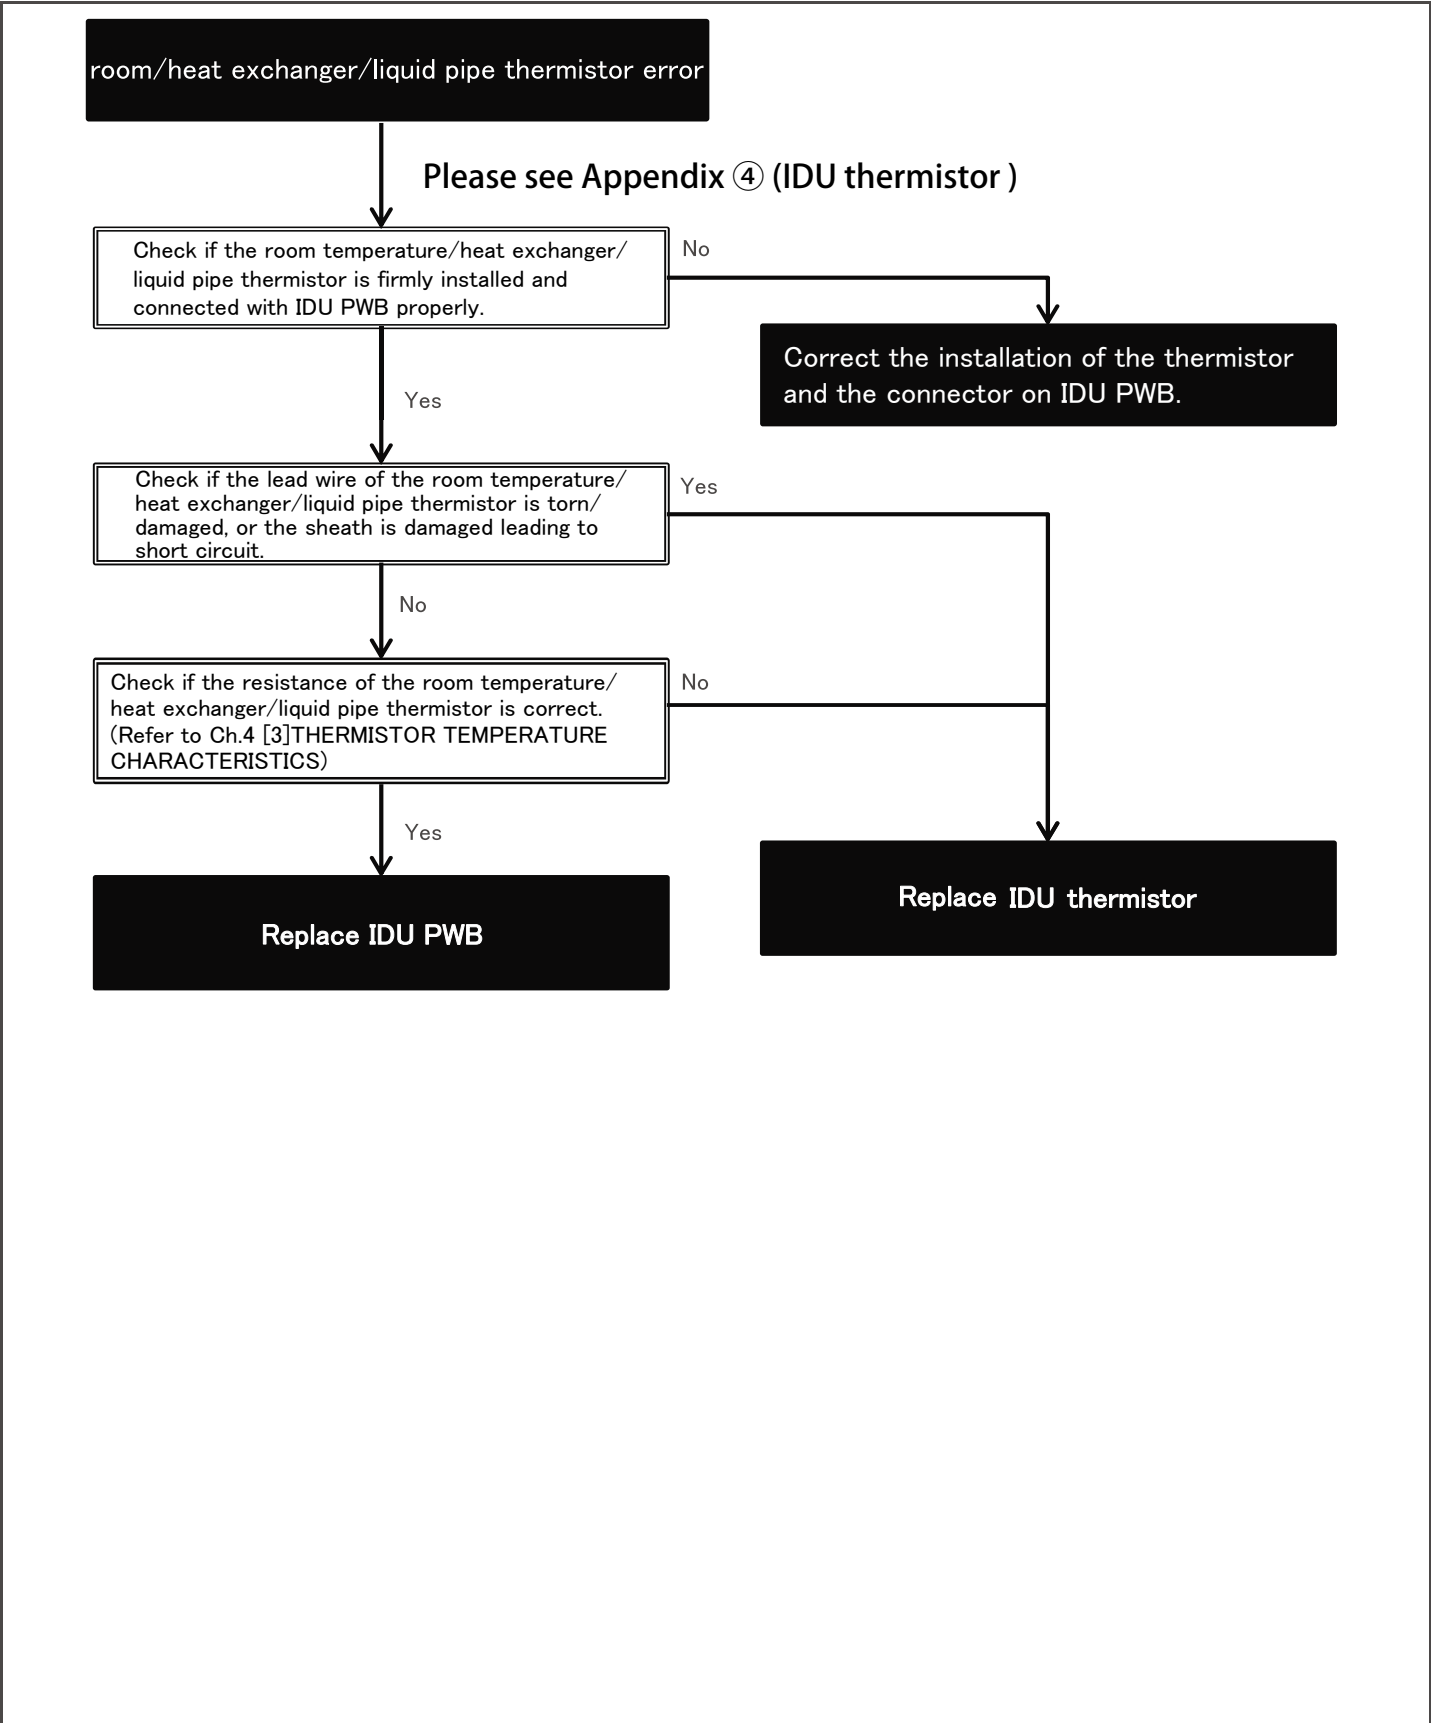 room/heat exchanger/liquid pipe thermistor error
Please see Appendix ④ (IDU thermistor )
Check if the room temperature/heat exchanger/
liquid pipe thermistor is firmly installed and
connected with IDU PWB properly.
No
Correct the installation of the thermistor
and the connector on IDU PWB.
Yes
Check if the lead wire of the room temperature/
heat exchanger/liquid pipe thermistor is torn/
damaged, or the sheath is damaged leading to
short circuit.
Yes
No
Check if the resistance of the room temperature/
heat exchanger/liquid pipe thermistor is correct.
(Refer to Ch.4 [3]THERMISTOR TEMPERATURE
CHARACTERISTICS)
No
Yes
Replace IDU thermistor
Replace IDU PWB